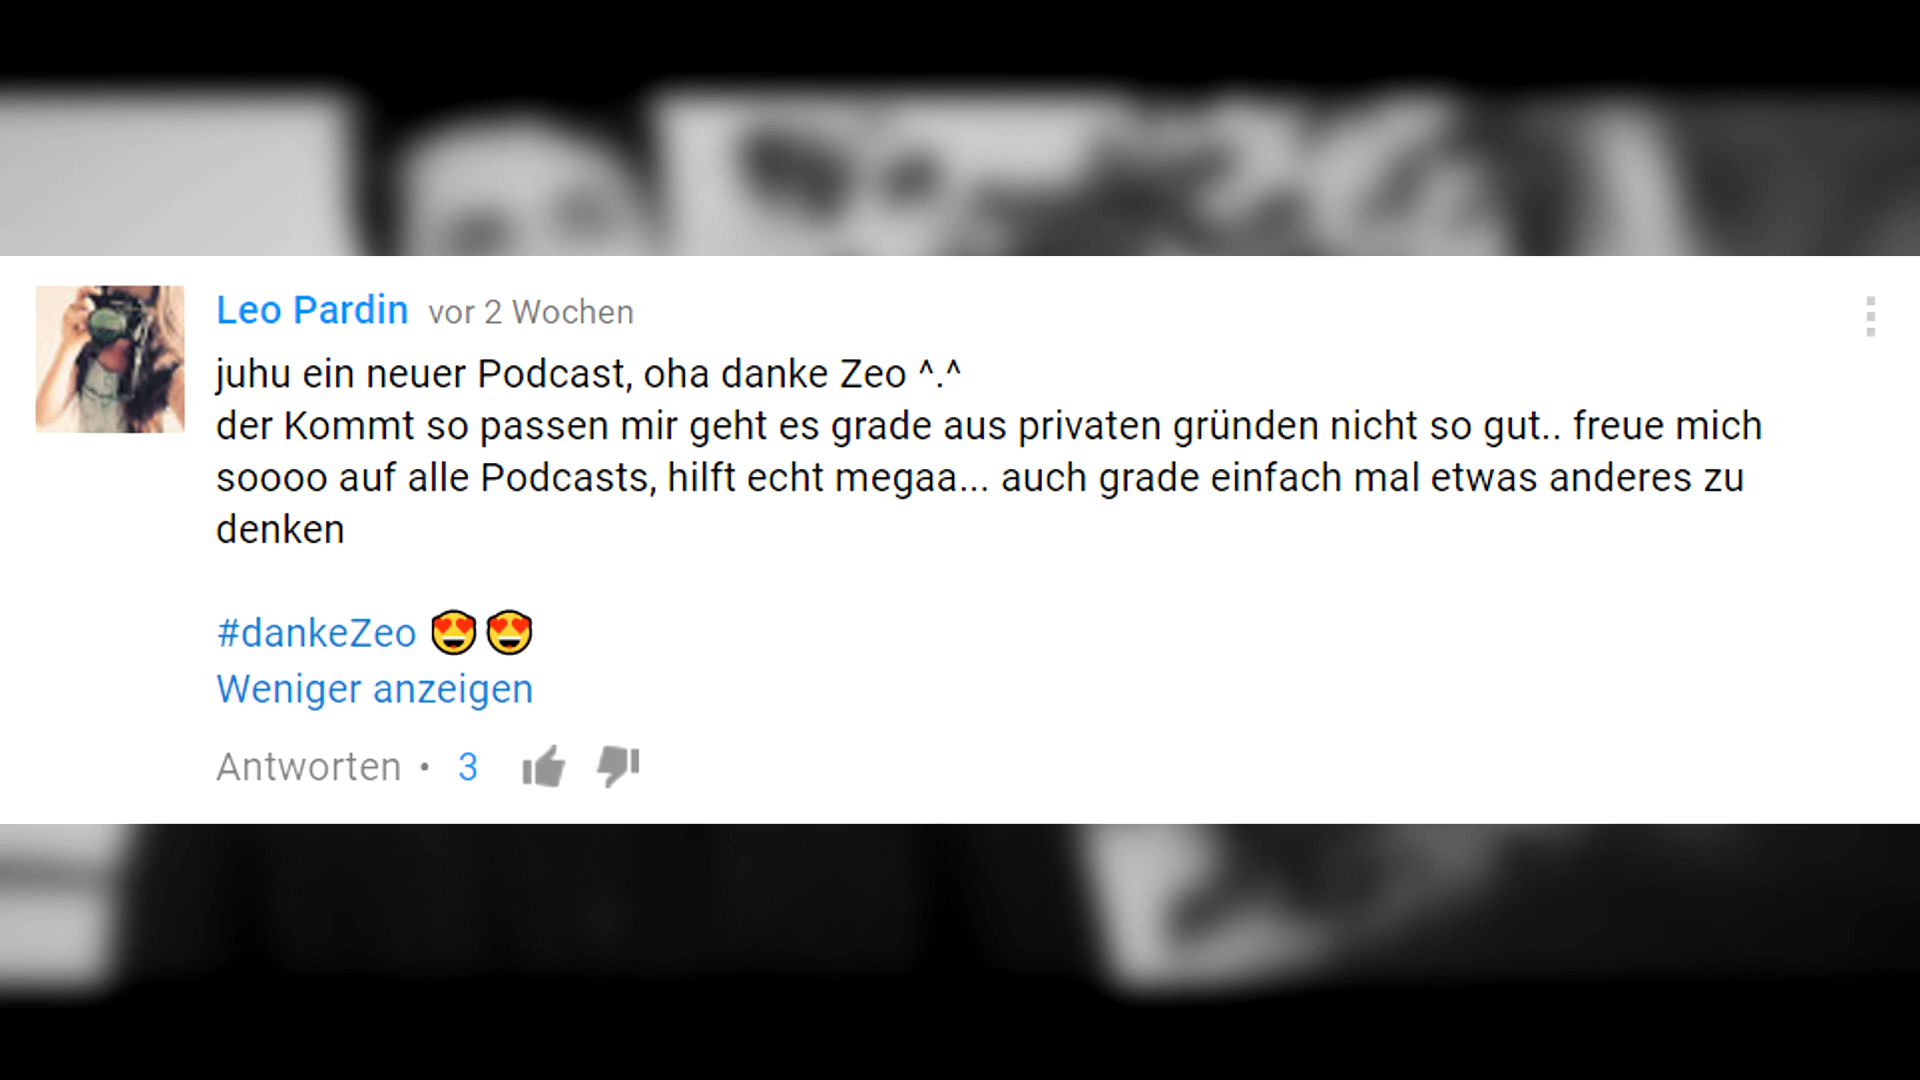 Leo Pardin vor 2 Wochen
juhu ein neuer Podcast, oha danke Zeo ^.^
der Kommt so passen mir geht es grade aus privaten gründen nicht so gut.. freue mich
soooo auf alle Podcasts, hilft echt megaa... auch grade einfach mal etwas anderes zu
denken
#dankeZeo 😍😍
Weniger anzeigen
Antworten • 3